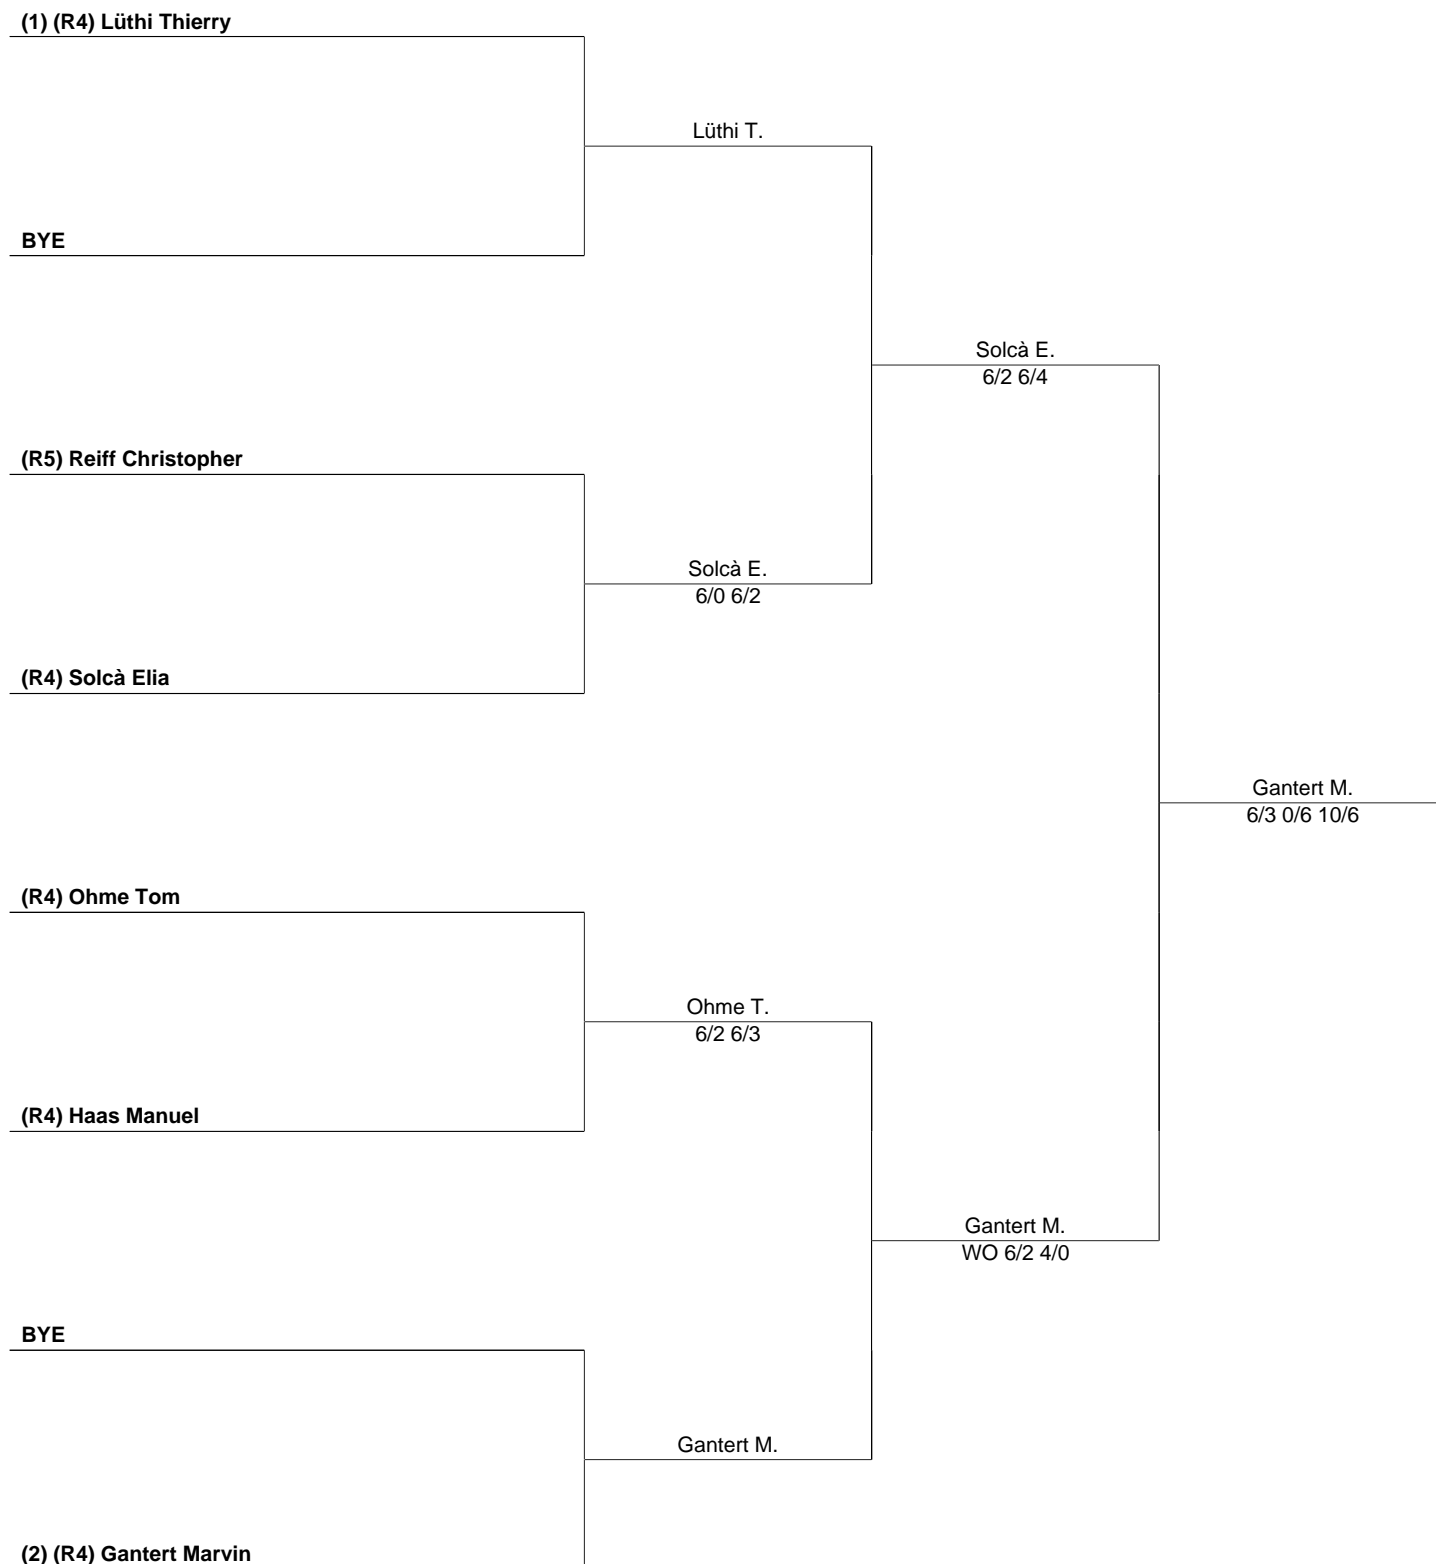 (1) (R4) Lüthi Thierry
Lüthi T.
BYE
Solcà E.
6/2 6/4
(R5) Reiff Christopher
Solcà E.
6/0 6/2
(R4) Solcà Elia
Gantert M.
6/3 0/6 10/6
(R4) Ohme Tom
Ohme T.
6/2 6/3
(R4) Haas Manuel
Gantert M.
WO 6/2 4/0
BYE
Gantert M.
(2) (R4) Gantert Marvin